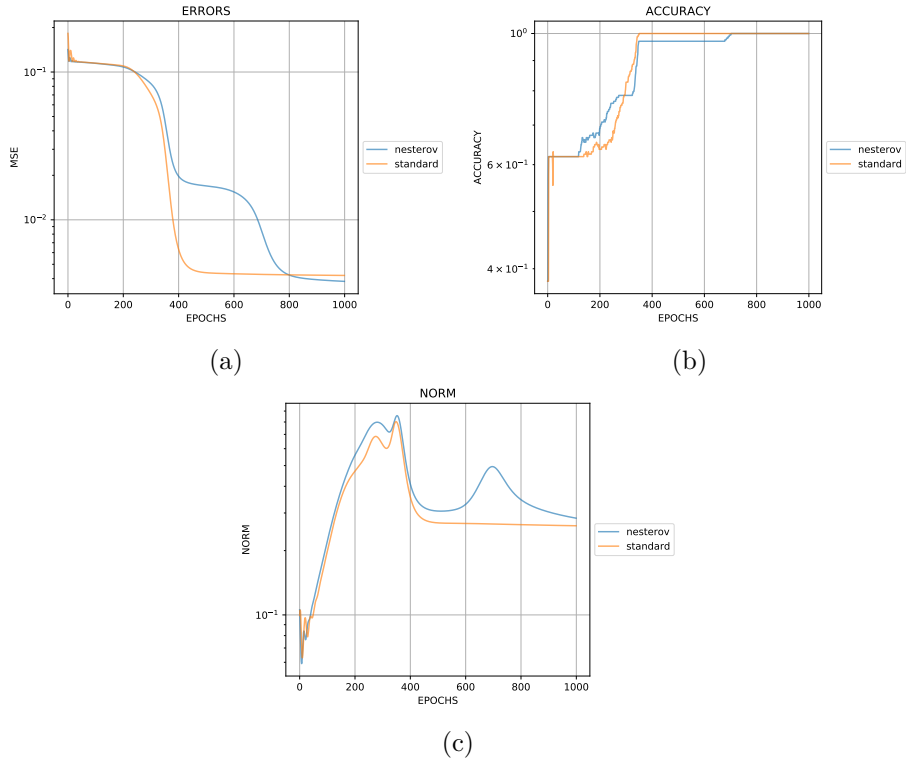 ERRORS
10⁻¹
10⁻²
MSE
0 200 400 600 800 1000
EPOCHS
nesterov
standard
(a)
ACCURACY
10⁰
6 × 10⁻¹
4 × 10⁻¹
ACCURACY
0 200 400 600 800 1000
EPOCHS
nesterov
standard
(b)
NORM
10⁻¹
NORM
0 200 400 600 800 1000
EPOCHS
nesterov
standard
(c)